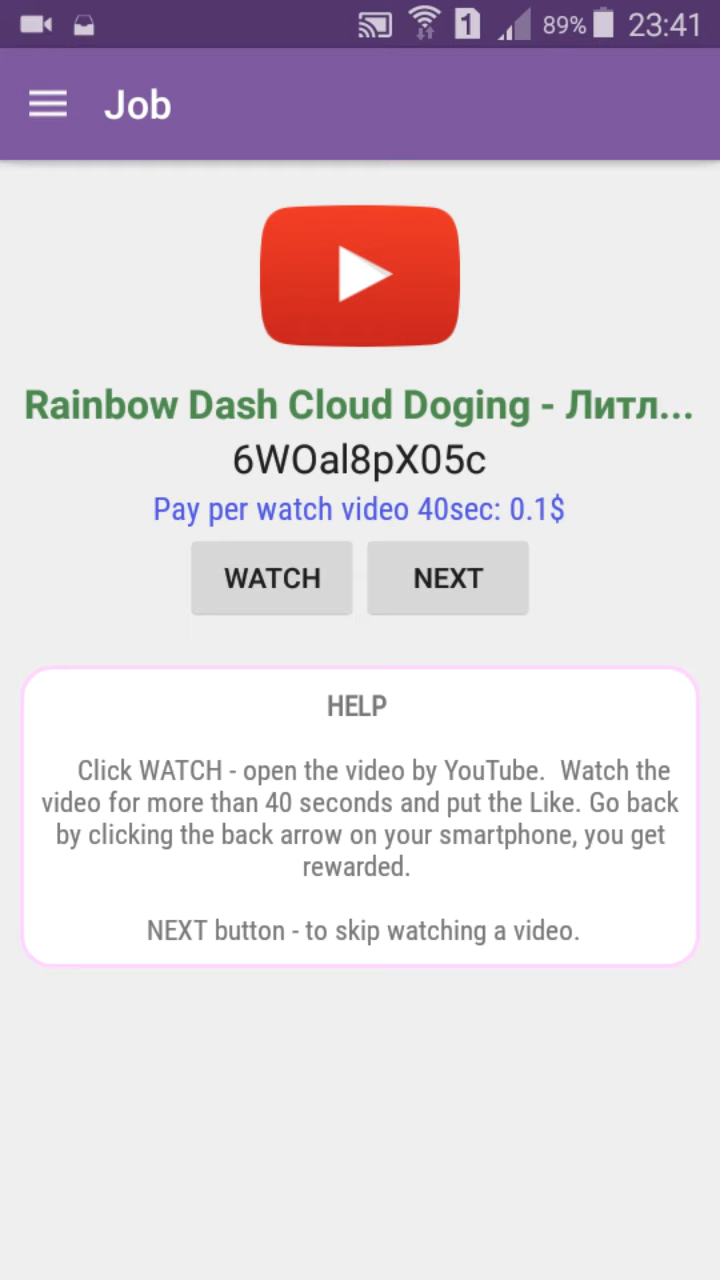 1 89% 23:41
Job
Rainbow Dash Cloud Doging - Литл...
6WOal8pX05c
Pay per watch video 40sec: 0.1$
WATCH NEXT
HELP
Click WATCH - open the video by YouTube. Watch the
video for more than 40 seconds and put the Like. Go back
by clicking the back arrow on your smartphone, you get
rewarded.
NEXT button - to skip watching a video.